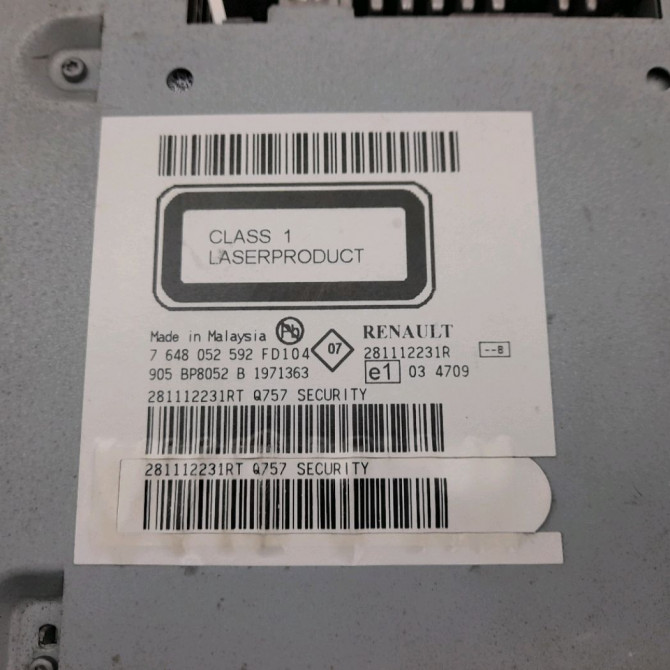 CLASS 1
LASERPRODUCT
Made in Malaysia Pb RENAULT
7 648 052 592 FD104 07 281112231R --B
905 BP8052 B 1971363 e1 03 4709
281112231RT Q757 SECURITY
281112231RT Q757 SECURITY